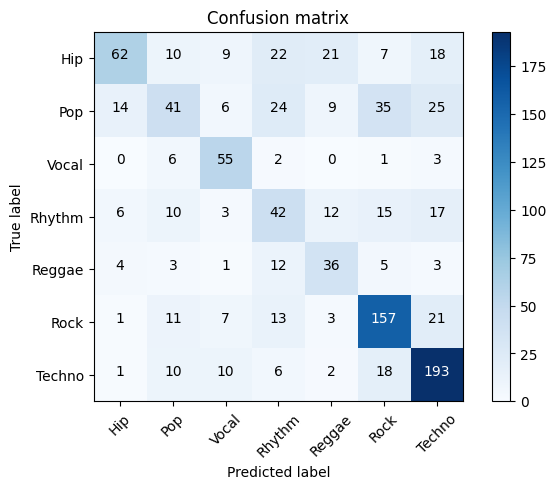 Confusion matrix
Hip 62 10 9 22 21 7 18
Pop 14 41 6 24 9 35 25
Vocal 0 6 55 2 0 1 3
Rhythm 6 10 3 42 12 15 17
Reggae 4 3 1 12 36 5 3
Rock 1 11 7 13 3 157 21
Techno 1 10 10 6 2 18 193
Hip Pop Vocal Rhythm Reggae Rock Techno
True label
Predicted label
175
150
125
100
75
50
25
0